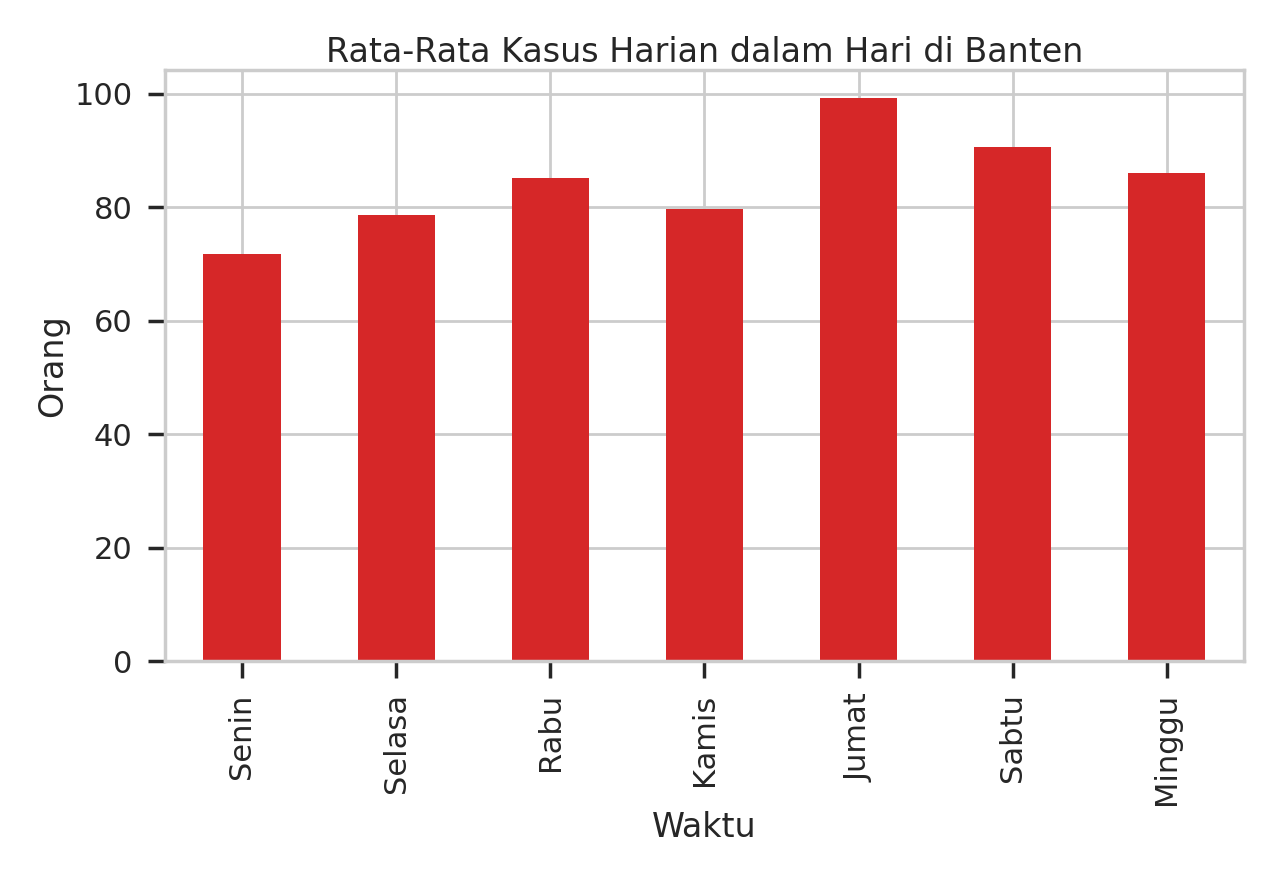 Rata-Rata Kasus Harian dalam Hari di Banten
100
80
60
40
20
0
Orang
Senin
Selasa
Rabu
Kamis
Jumat
Sabtu
Minggu
Waktu